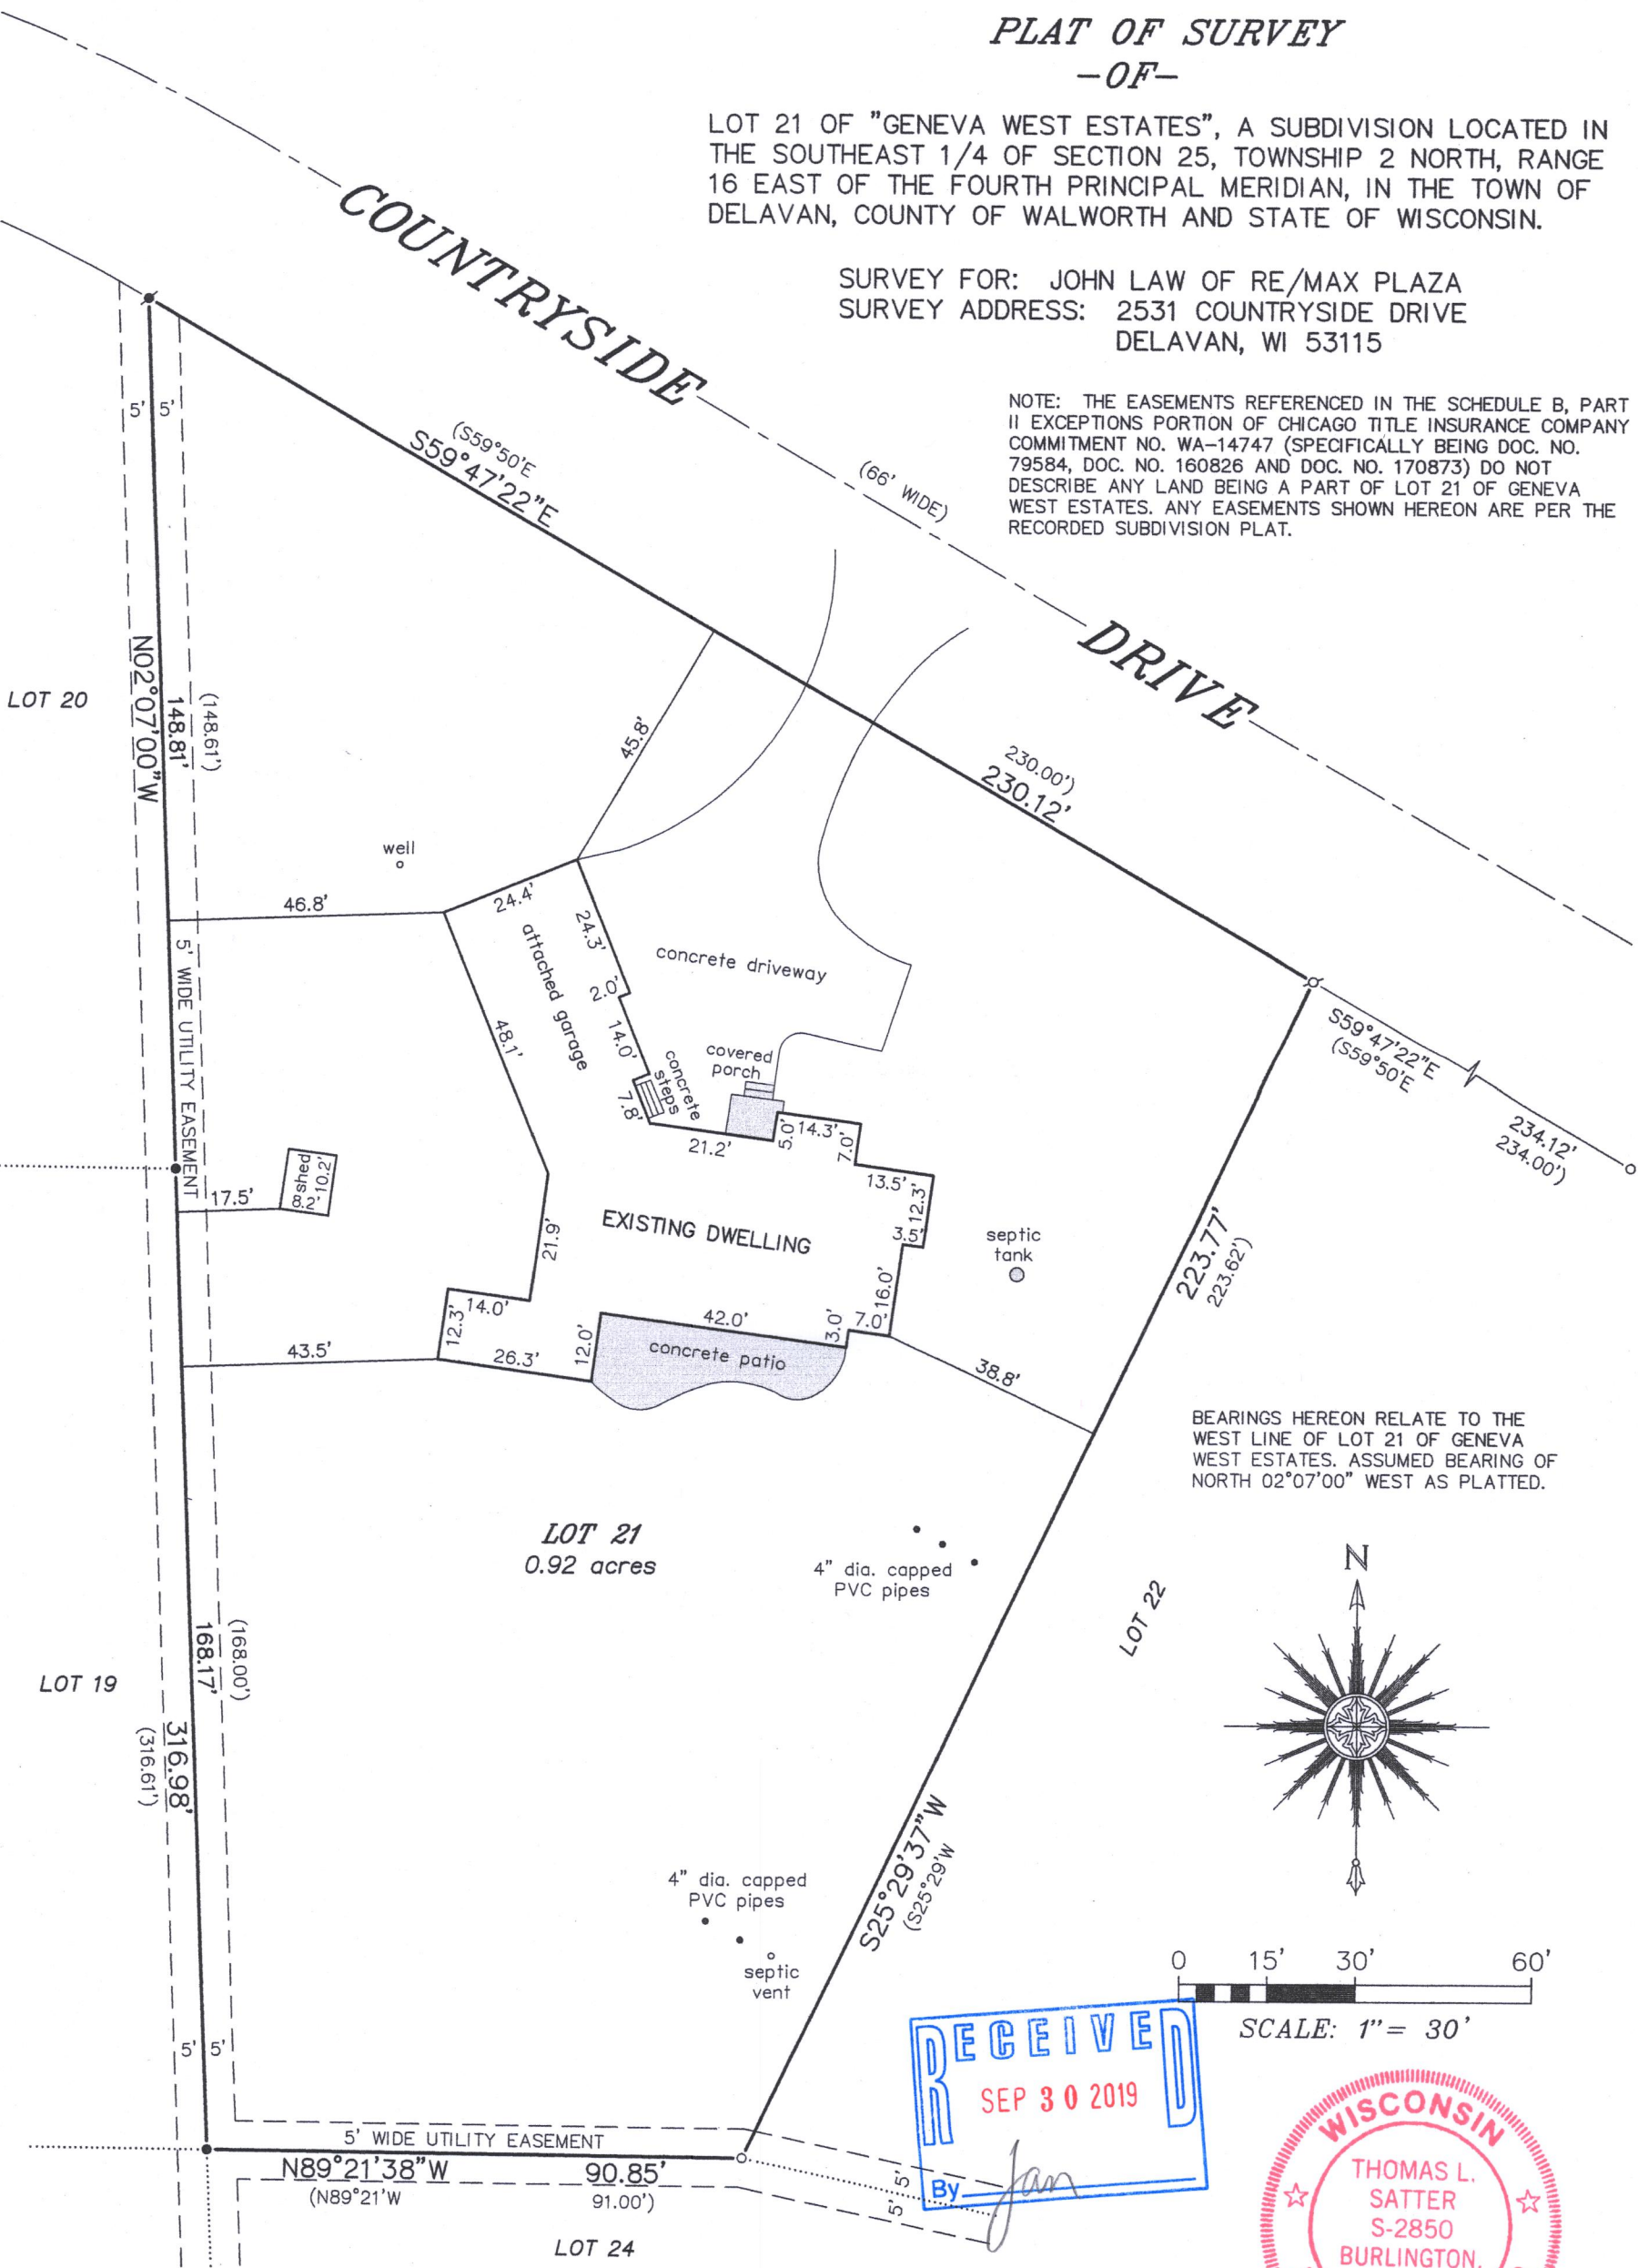 PLAT OF SURVEY
-OF-
LOT 21 OF "GENEVA WEST ESTATES", A SUBDIVISION LOCATED IN
THE SOUTHEAST 1/4 OF SECTION 25, TOWNSHIP 2 NORTH, RANGE
16 EAST OF THE FOURTH PRINCIPAL MERIDIAN, IN THE TOWN OF
DELAVAN, COUNTY OF WALWORTH AND STATE OF WISCONSIN.
SURVEY FOR: JOHN LAW OF RE/MAX PLAZA
SURVEY ADDRESS: 2531 COUNTRYSIDE DRIVE
DELAVAN, WI 53115
NOTE: THE EASEMENTS REFERENCED IN THE SCHEDULE B, PART
II EXCEPTIONS PORTION OF CHICAGO TITLE INSURANCE COMPANY
COMMITMENT NO. WA-14747 (SPECIFICALLY BEING DOC. NO.
79584, DOC. NO. 160826 AND DOC. NO. 170873) DO NOT
DESCRIBE ANY LAND BEING A PART OF LOT 21 OF GENEVA
WEST ESTATES. ANY EASEMENTS SHOWN HEREON ARE PER THE
RECORDED SUBDIVISION PLAT.
COUNTRYSIDE
(66' WIDE)
DRIVE
5' 5'
(S59°50'E
S59°47'22"E
230.00')
230.12'
LOT 20
N02°07'00"W
148.81'
(148.61')
45.8'
well
46.8'
24.4'
24.3'
attached garage
2.0'
14.0'
48.1'
concrete driveway
covered
porch
concrete
steps
7.8'
21.2'
5.0'
14.3'
7.0'
13.5'
12.3'
3.5'
16.0'
5' WIDE UTILITY EASEMENT
17.5'
shed
8.2'
10.2'
21.9'
EXISTING DWELLING
septic
tank
S59°47'22"E
(S59°50'E
234.12'
234.00')
223.77'
223.62')
14.0'
12.3'
43.5'
26.3'
12.0'
42.0'
3.0'
7.0'
concrete patio
38.8'
BEARINGS HEREON RELATE TO THE
WEST LINE OF LOT 21 OF GENEVA
WEST ESTATES. ASSUMED BEARING OF
NORTH 02°07'00" WEST AS PLATTED.
LOT 21
0.92 acres
4" dia. capped
PVC pipes
LOT 22
N
LOT 19
168.17'
(168.00')
316.98'
(316.61')
4" dia. capped
PVC pipes
septic
vent
S25°29'37"W
(S25°29'W
0 15' 30' 60'
SCALE: 1"= 30'
RECEIVED
SEP 30 2019
By Jan
5' 5'
5' WIDE UTILITY EASEMENT
N89°21'38"W 90.85'
(N89°21'W 91.00')
5'
5'
LOT 24
WISCONSIN
THOMAS L.
SATTER
S-2850
BURLINGTON,